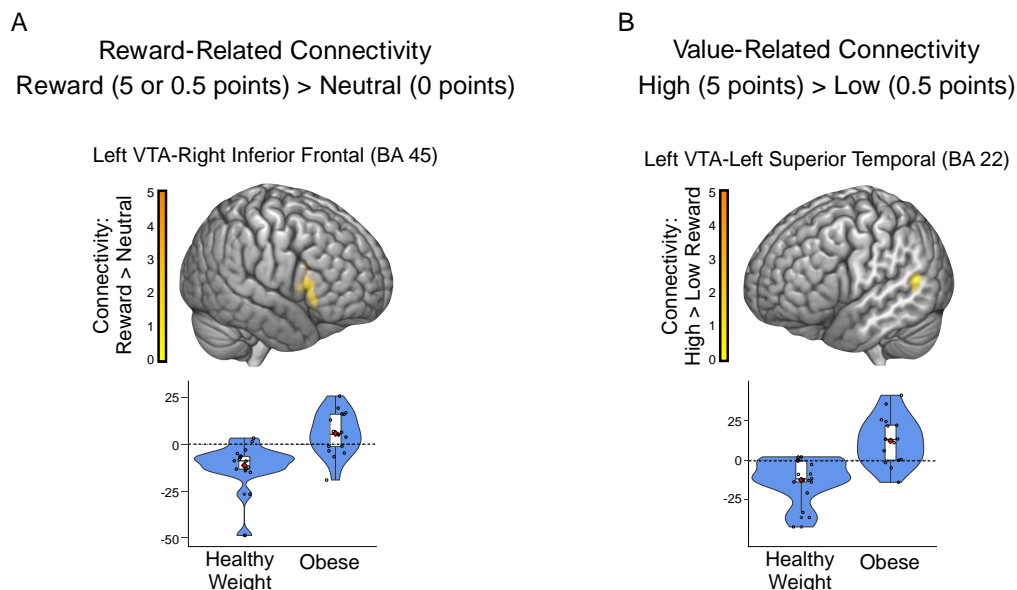 A
Reward-Related Connectivity
Reward (5 or 0.5 points) > Neutral (0 points)
Left VTA-Right Inferior Frontal (BA 45)
Connectivity:
Reward > Neutral
5
4
3
2
1
0
25
0
-25
-50
Healthy
Weight
Obese
B
Value-Related Connectivity
High (5 points) > Low (0.5 points)
Left VTA-Left Superior Temporal (BA 22)
Connectivity:
High > Low Reward
5
4
3
2
1
0
25
0
-25
Healthy
Weight
Obese